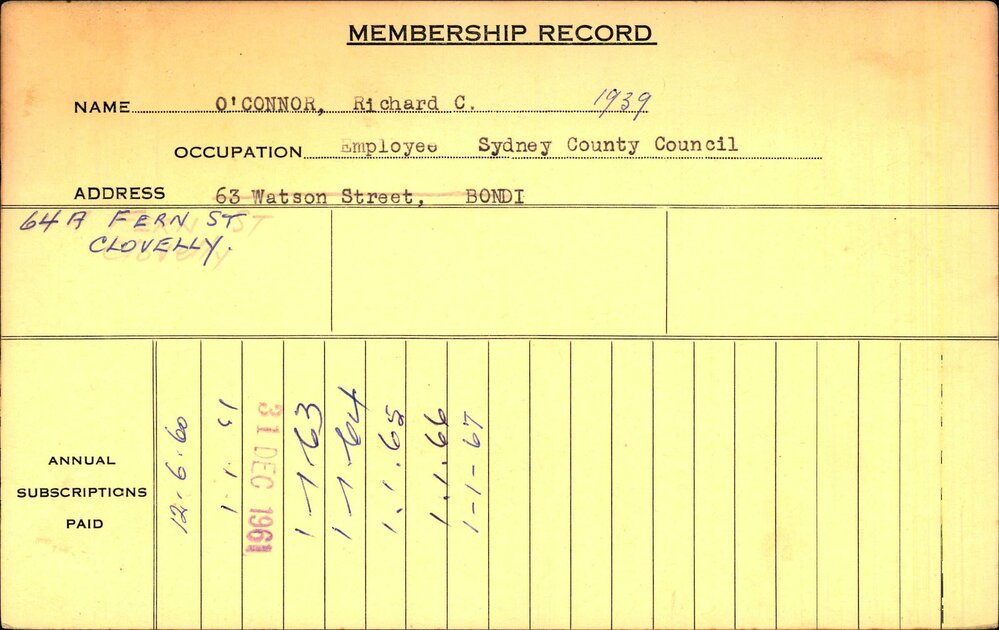 MEMBERSHIP RECORD
NAME O'CONNOR, Richard C. 1939
OCCUPATION Employee Sydney County Council
ADDRESS 63 Watson Street, BONDI
64A FERN ST
CLOVELLY.
ANNUAL
SUBSCRIPTIONS
PAID
12.6.60
1.1.61
31 DEC 1961
1-1-63
1-1-64
1.1.65
1.1.66
1-1-67